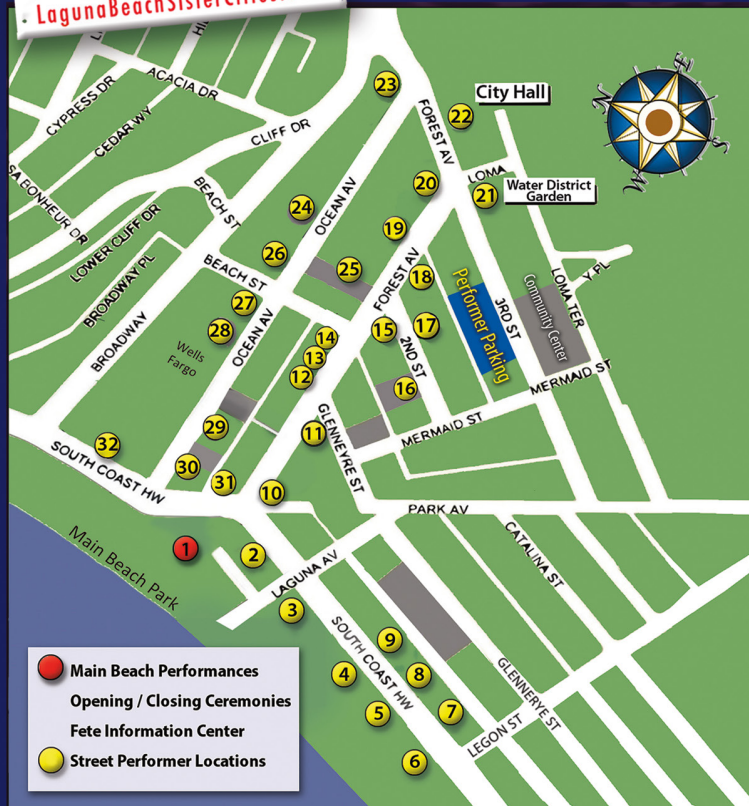 CYPRESS DR
ACACIA DR
CEDAR WY
CLIFF DR
BEACH ST
LOWER CLIFF DR
BROADWAY PL
BROADWAY
BEACH ST
OCEAN AV
OCEAN AV
Wells
Fargo
FOREST AV
FOREST AV
City Hall
LOMA
Water District
Garden
LOMA TER
Y PL
3RD ST
2ND ST
Performer Parking
Community Center
MERMAID ST
MERMAID ST
GLENNEYRE ST
PARK AV
CATALINA ST
LAGUNA AV
SOUTH COAST HW
SOUTH COAST HW
GLENNERYE ST
LEGON ST
Main Beach Park
N
E
S
W
23
22
20
21
24
19
26
25
18
27
28
14
15
17
13
12
16
29
11
32
30
31
10
1
2
3
9
4
8
5
7
6
Main Beach Performances
Opening / Closing Ceremonies
Fete Information Center
Street Performer Locations